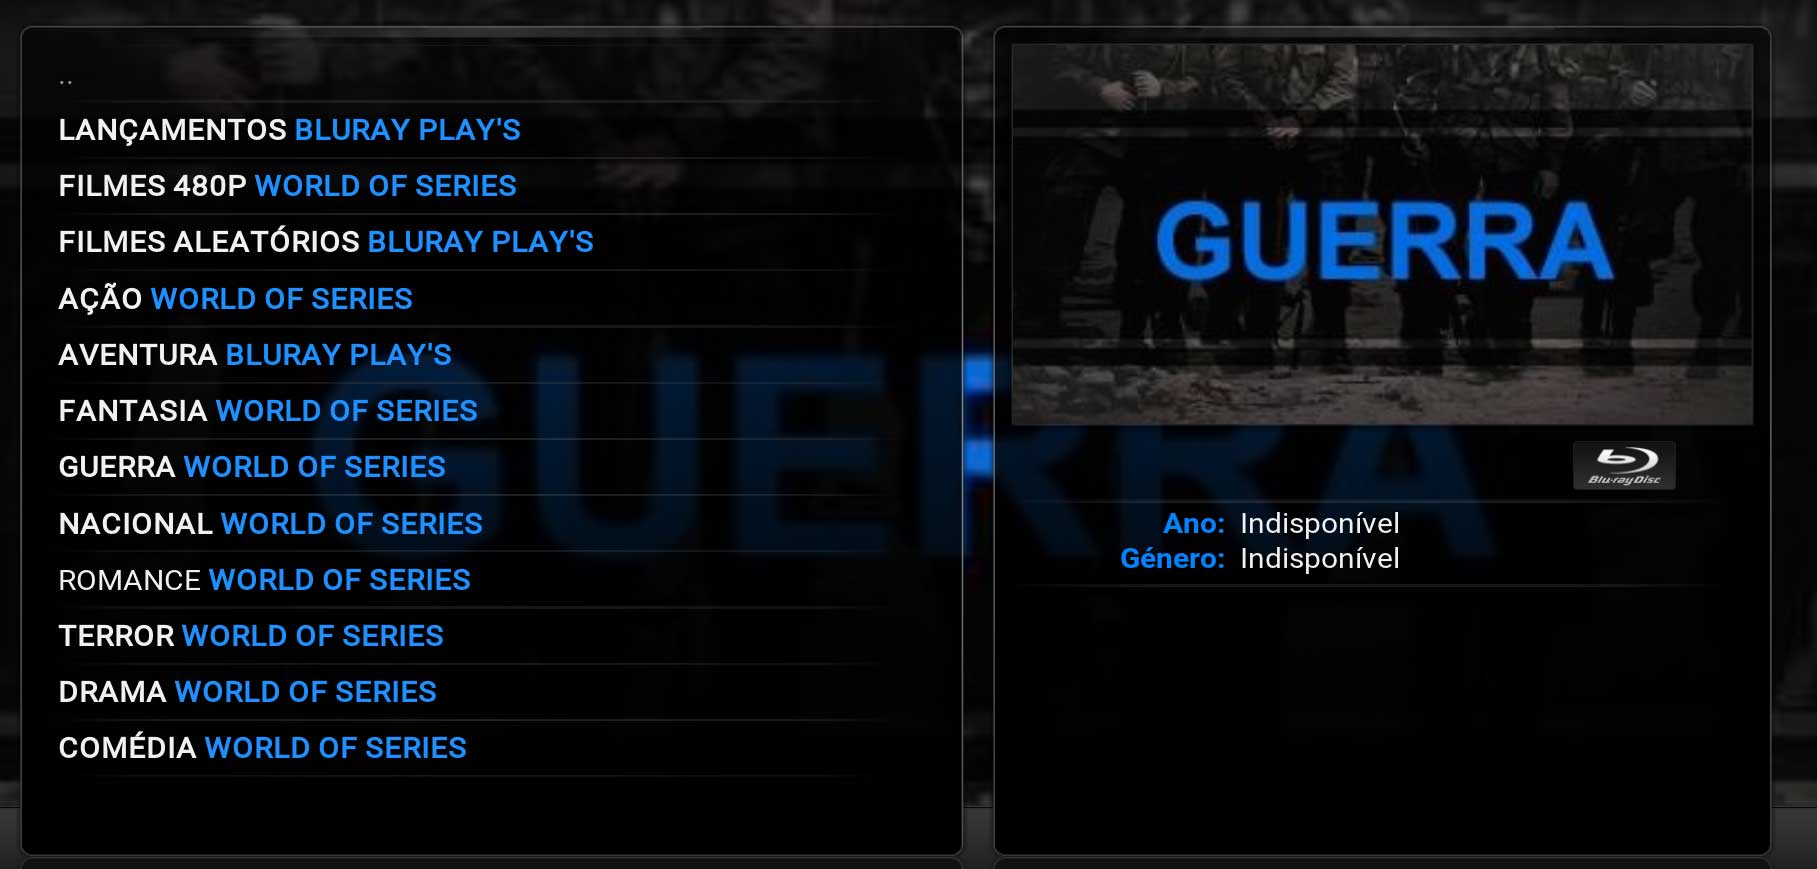 ..
LANÇAMENTOS BLURAY PLAY'S
FILMES 480P WORLD OF SERIES
FILMES ALEATÓRIOS BLURAY PLAY'S
AÇÃO WORLD OF SERIES
AVENTURA BLURAY PLAY'S
FANTASIA WORLD OF SERIES
GUERRA WORLD OF SERIES
NACIONAL WORLD OF SERIES
ROMANCE WORLD OF SERIES
TERROR WORLD OF SERIES
DRAMA WORLD OF SERIES
COMÉDIA WORLD OF SERIES
GUERRA
GUERRA
Blu-ray Disc
Ano: Indisponível
Género: Indisponível